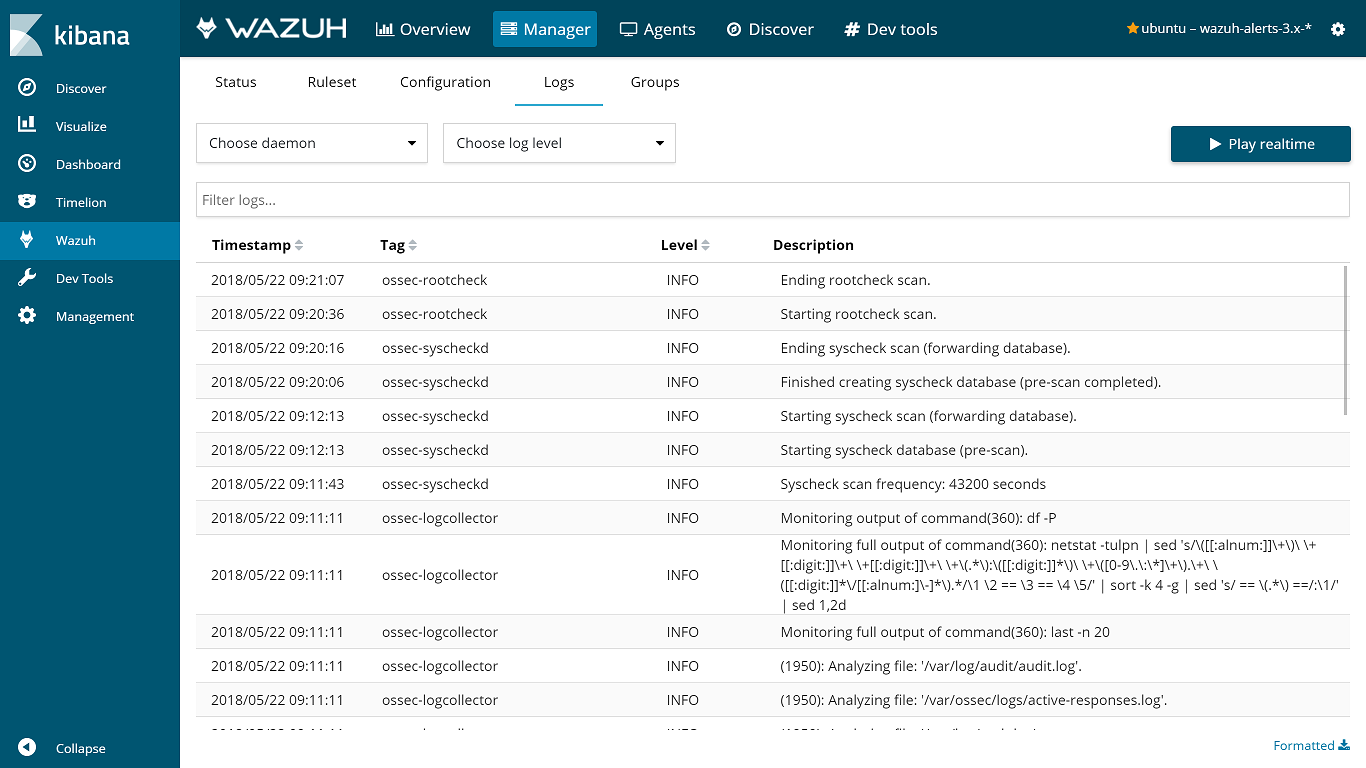 kibana
Discover
Visualize
Dashboard
Timelion
Wazuh
Dev Tools
Management
Collapse
WAZUH Overview Manager Agents Discover Dev tools ubuntu – wazuh-alerts-3.x-*
Status Ruleset Configuration Logs Groups
Choose daemon Choose log level Play realtime
Filter logs...
Timestamp Tag Level Description
2018/05/22 09:21:07 ossec-rootcheck INFO Ending rootcheck scan.
2018/05/22 09:20:36 ossec-rootcheck INFO Starting rootcheck scan.
2018/05/22 09:20:16 ossec-syscheckd INFO Ending syscheck scan (forwarding database).
2018/05/22 09:20:06 ossec-syscheckd INFO Finished creating syscheck database (pre-scan completed).
2018/05/22 09:12:13 ossec-syscheckd INFO Starting syscheck scan (forwarding database).
2018/05/22 09:12:13 ossec-syscheckd INFO Starting syscheck database (pre-scan).
2018/05/22 09:11:43 ossec-syscheckd INFO Syscheck scan frequency: 43200 seconds
2018/05/22 09:11:11 ossec-logcollector INFO Monitoring output of command(360): df -P
2018/05/22 09:11:11 ossec-logcollector INFO Monitoring full output of command(360): netstat -tulpn | sed 's/\([[:alnum:]]\+\)\ \+
[[:digit:]]\+\ \+[[:digit:]]\+\ \+\(.*\):\([[:digit:]]*\)\ \+\([0-9\.\:\*]\+\).\+\ \
([[:digit:]]*\/[[:alnum:]\-]*\).*/\1 \2 == \3 == \4 \5/' | sort -k 4 -g | sed 's/ == \(.*\) ==/:\1/'
| sed 1,2d
2018/05/22 09:11:11 ossec-logcollector INFO Monitoring full output of command(360): last -n 20
2018/05/22 09:11:11 ossec-logcollector INFO (1950): Analyzing file: '/var/log/audit/audit.log'.
2018/05/22 09:11:11 ossec-logcollector INFO (1950): Analyzing file: '/var/ossec/logs/active-responses.log'.
Formatted